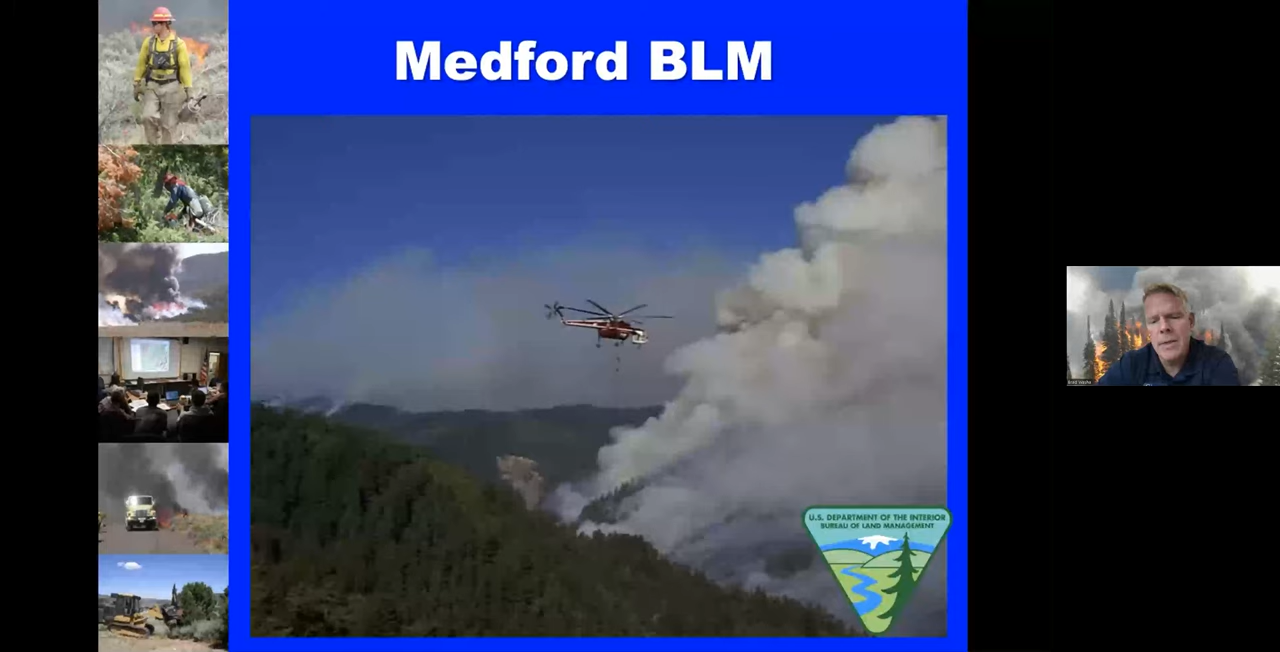 Medford BLM
U.S. DEPARTMENT OF THE INTERIOR
BUREAU OF LAND MANAGEMENT